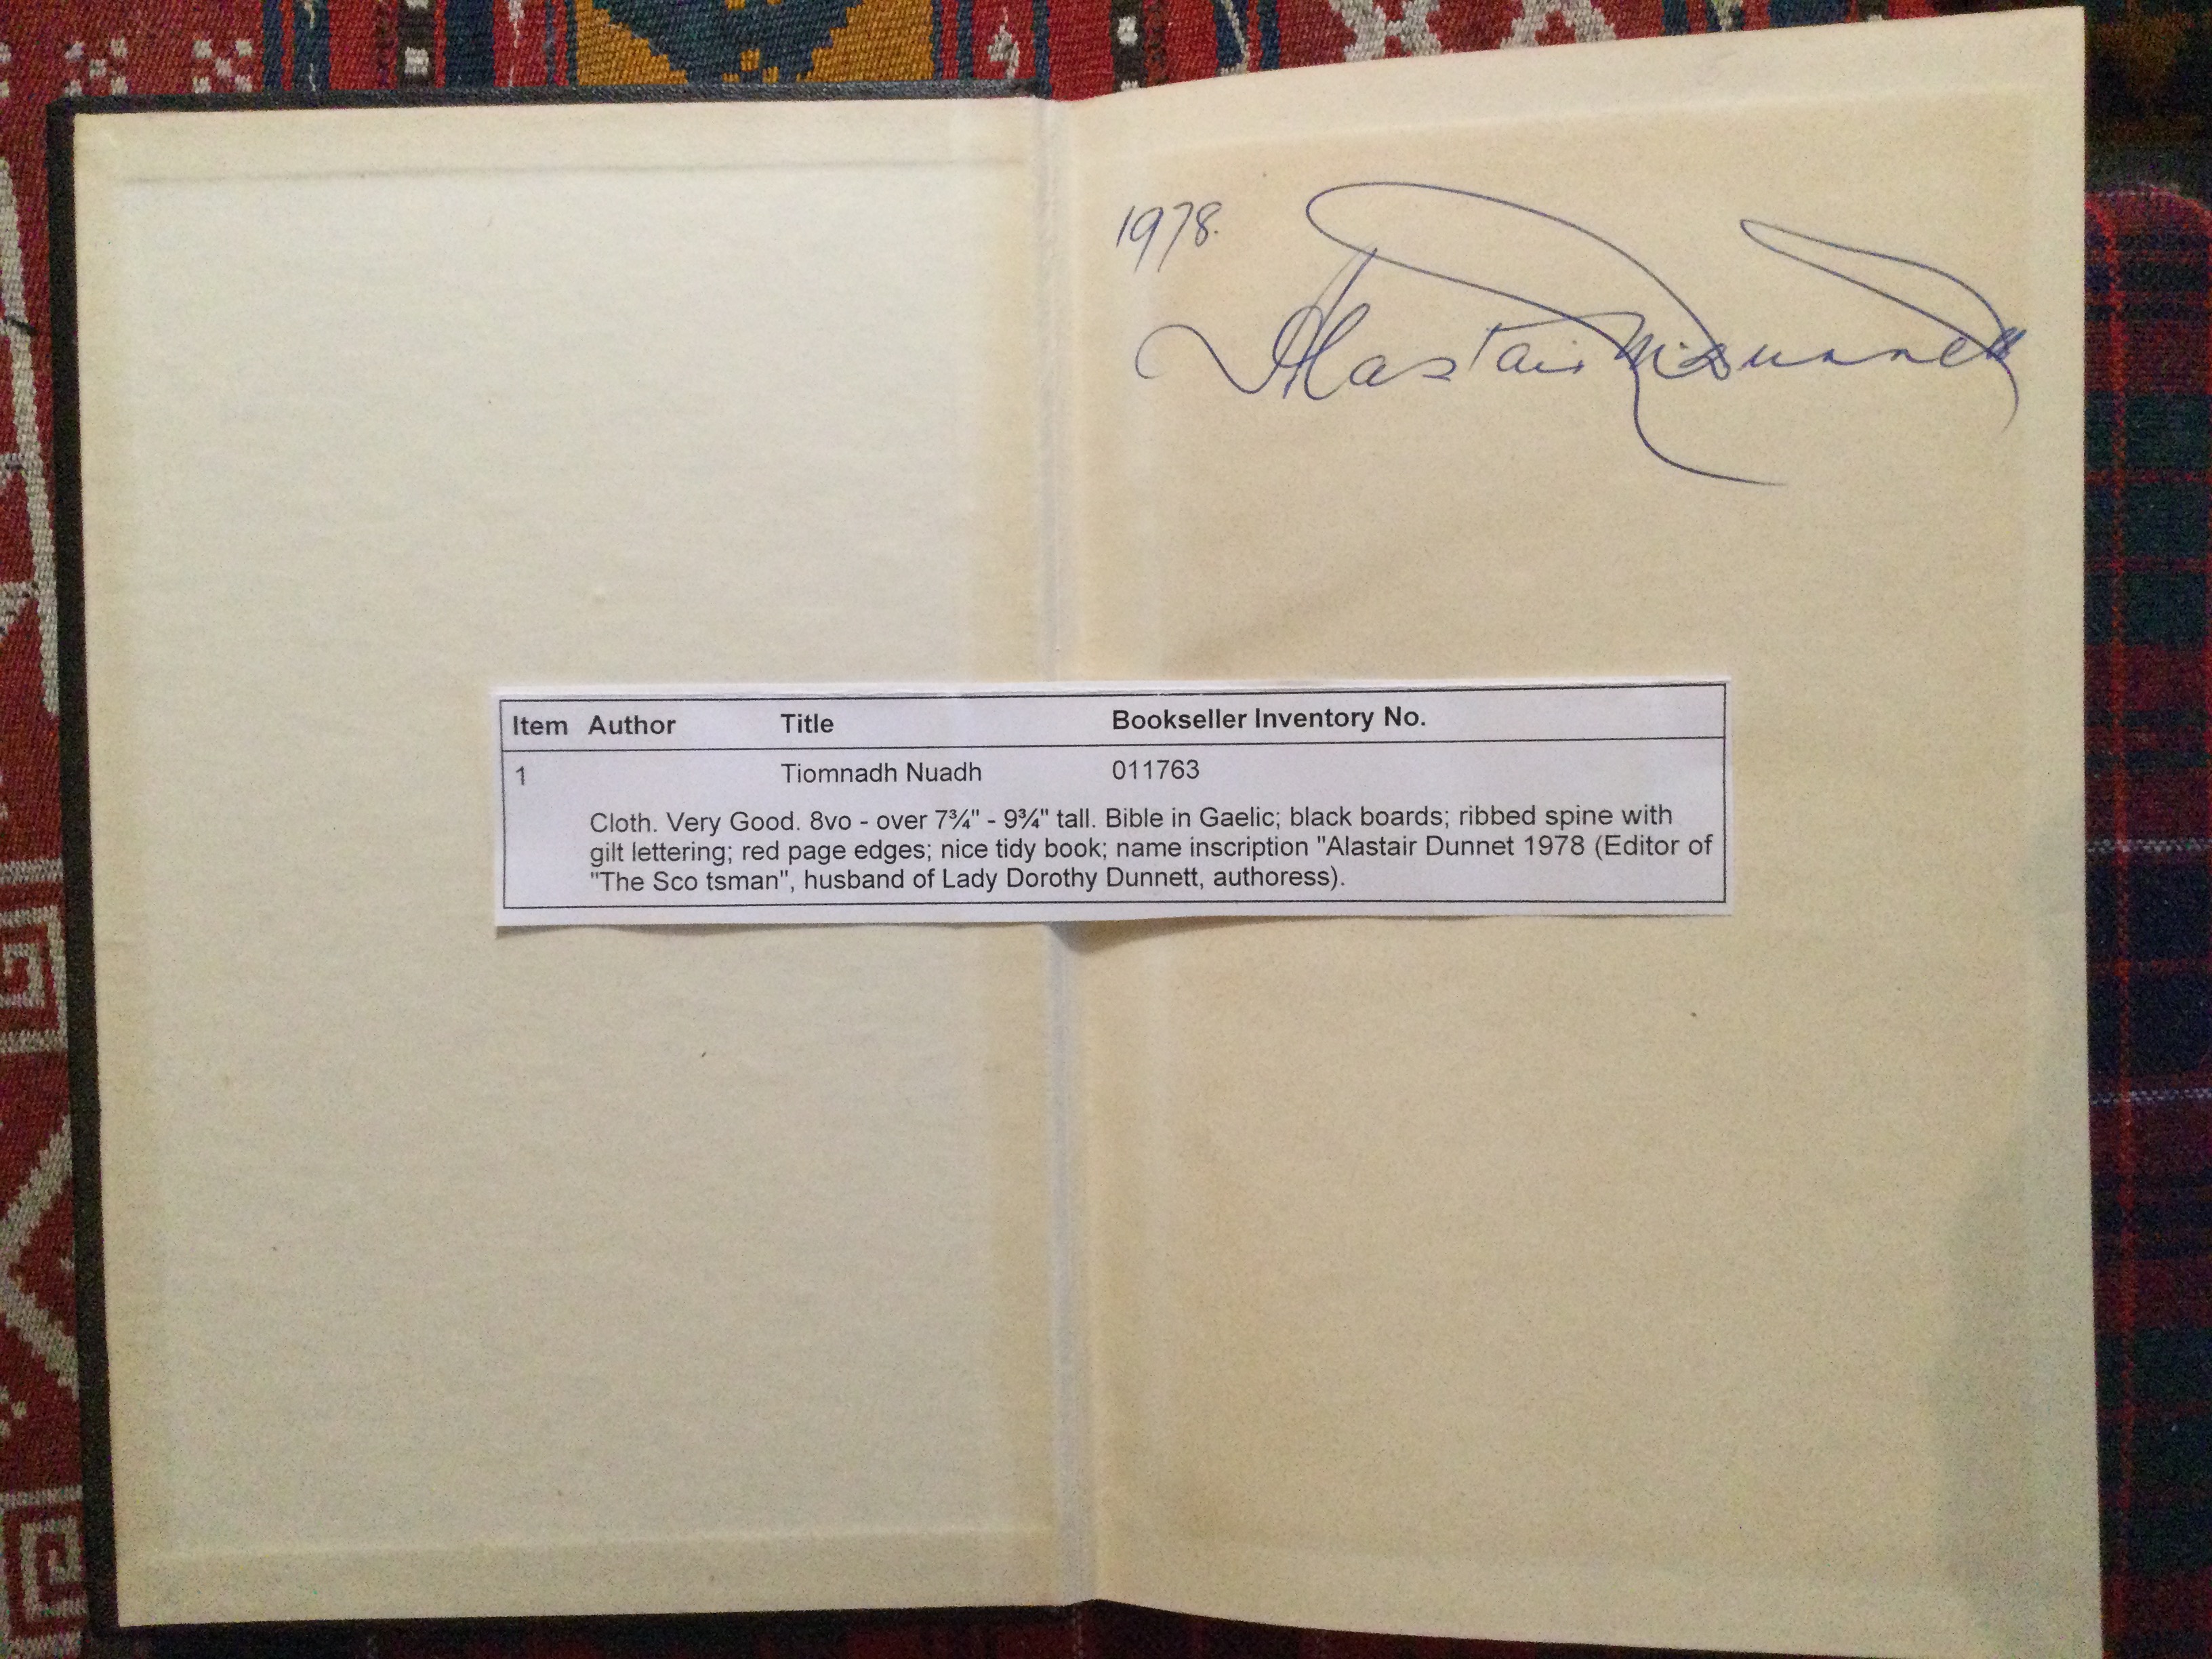 1978.
Alastair M. Dunnett
Item Author Title Bookseller Inventory No.
1 Tiomnadh Nuadh 011763
Cloth. Very Good. 8vo - over 7¾" - 9¾" tall. Bible in Gaelic; black boards; ribbed spine with
gilt lettering; red page edges; nice tidy book; name inscription "Alastair Dunnet 1978 (Editor of
"The Sco tsman", husband of Lady Dorothy Dunnett, authoress).